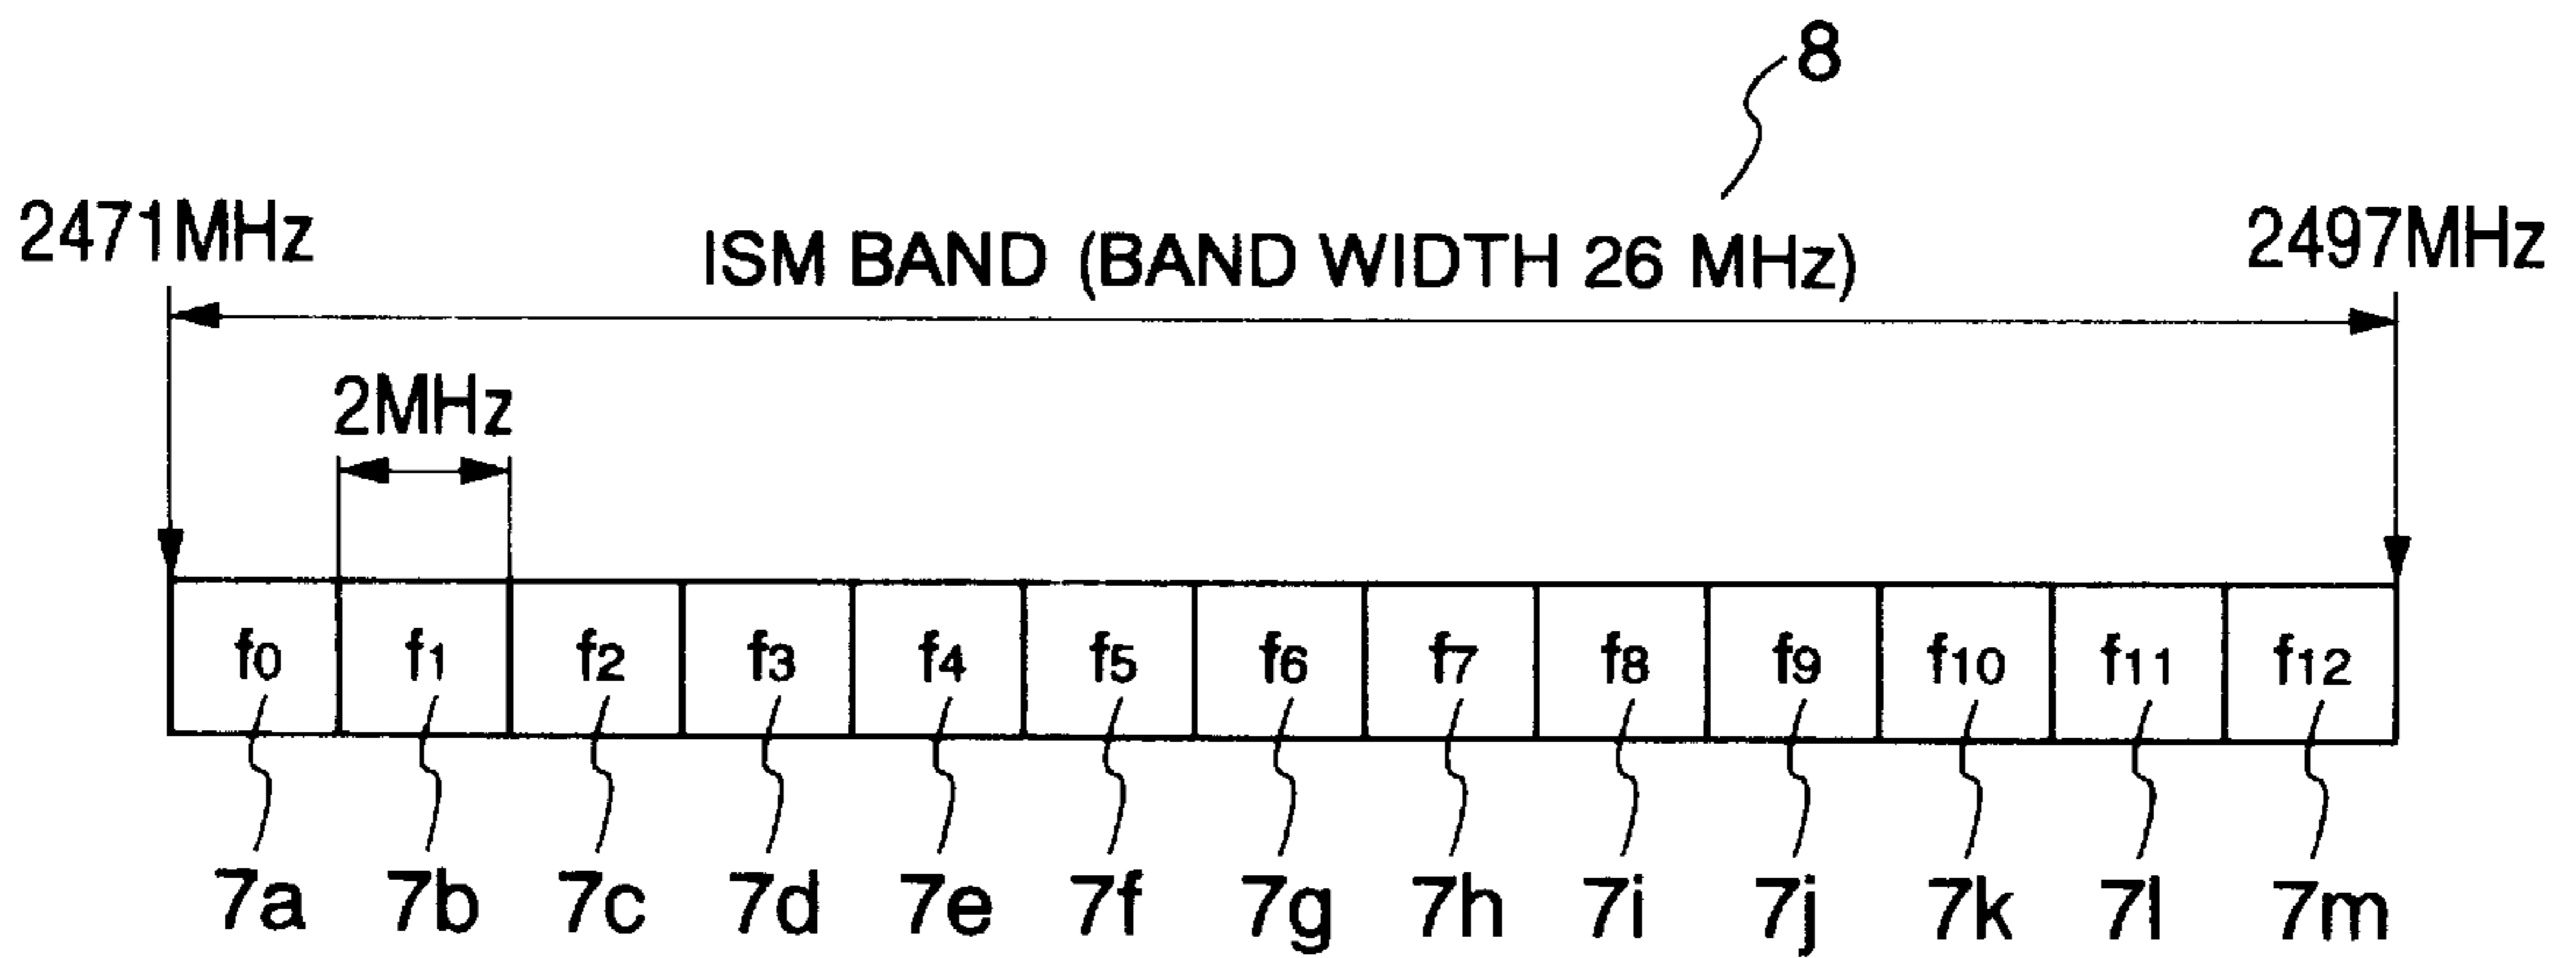 8
2471MHz ISM BAND (BAND WIDTH 26 MHz) 2497MHz
2MHz
f0 f1 f2 f3 f4 f5 f6 f7 f8 f9 f10 f11 f12
7a 7b 7c 7d 7e 7f 7g 7h 7i 7j 7k 7l 7m